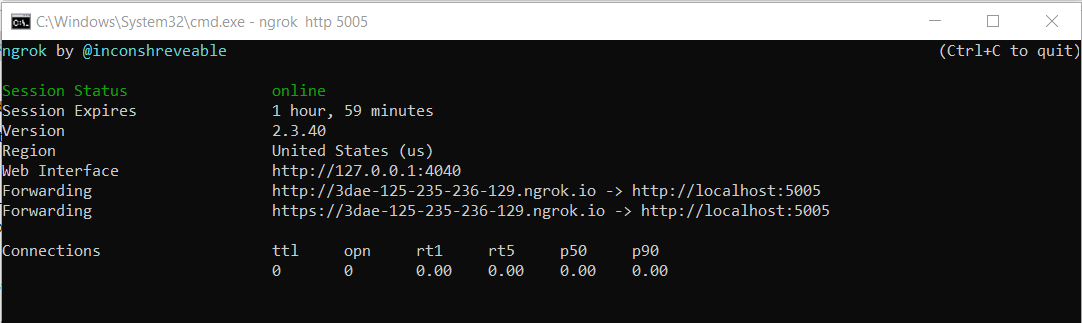 C:\Windows\System32\cmd.exe - ngrok http 5005
ngrok by @inconshreveable (Ctrl+C to quit)
Session Status online
Session Expires 1 hour, 59 minutes
Version 2.3.40
Region United States (us)
Web Interface http://127.0.0.1:4040
Forwarding http://3dae-125-235-236-129.ngrok.io -> http://localhost:5005
Forwarding https://3dae-125-235-236-129.ngrok.io -> http://localhost:5005
Connections ttl opn rt1 rt5 p50 p90
0 0 0.00 0.00 0.00 0.00